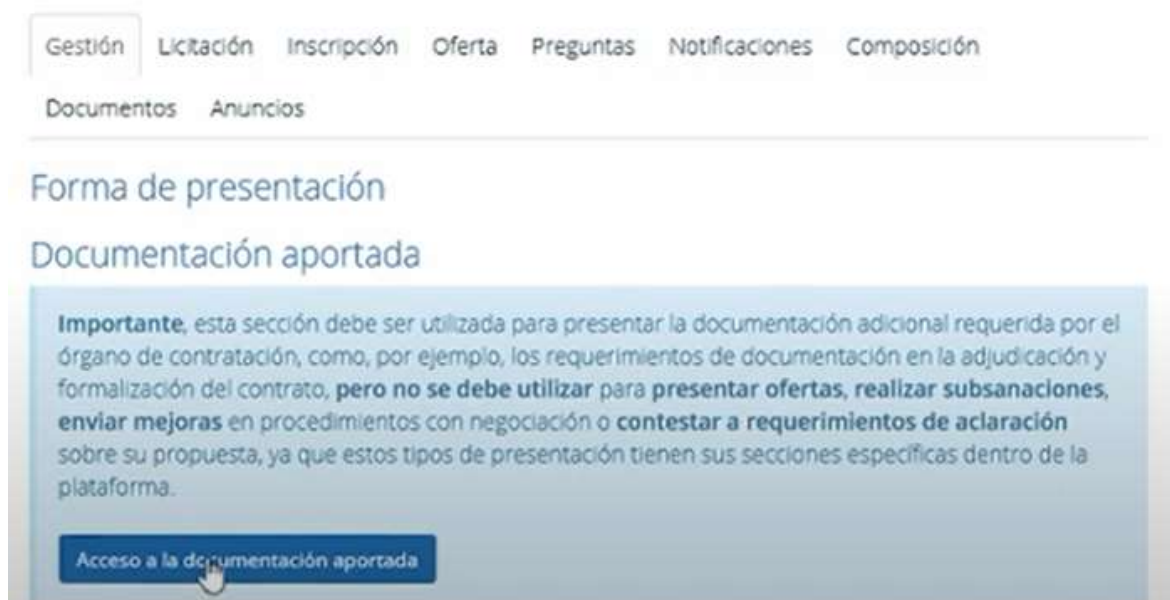 Gestión Licitación Inscripción Oferta Preguntas Notificaciones Composición
Documentos Anuncios
Forma de presentación
Documentación aportada
Importante, esta sección debe ser utilizada para presentar la documentación adicional requerida por el
órgano de contratación, como, por ejemplo, los requerimientos de documentación en la adjudicación y
formalización del contrato, pero no se debe utilizar para presentar ofertas, realizar subsanaciones,
enviar mejoras en procedimientos con negociación o contestar a requerimientos de aclaración
sobre su propuesta, ya que estos tipos de presentación tienen sus secciones específicas dentro de la
plataforma.
Acceso a la documentación aportada